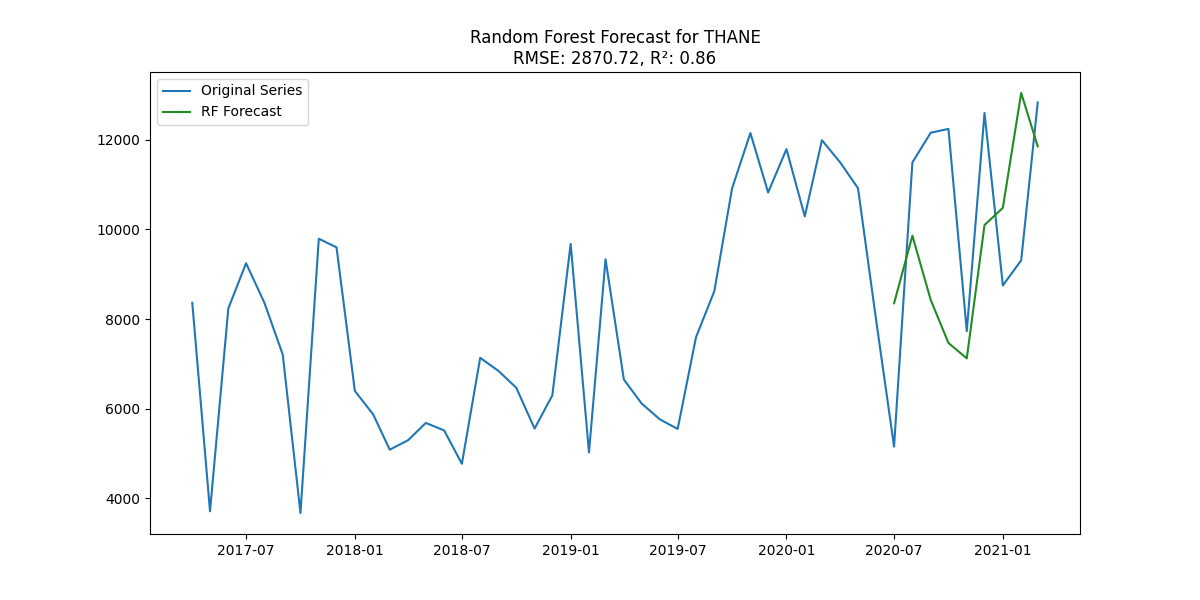 Random Forest Forecast for THANE
RMSE: 2870.72, R²: 0.86
Original Series
RF Forecast
12000
10000
8000
6000
4000
2017-07 2018-01 2018-07 2019-01 2019-07 2020-01 2020-07 2021-01